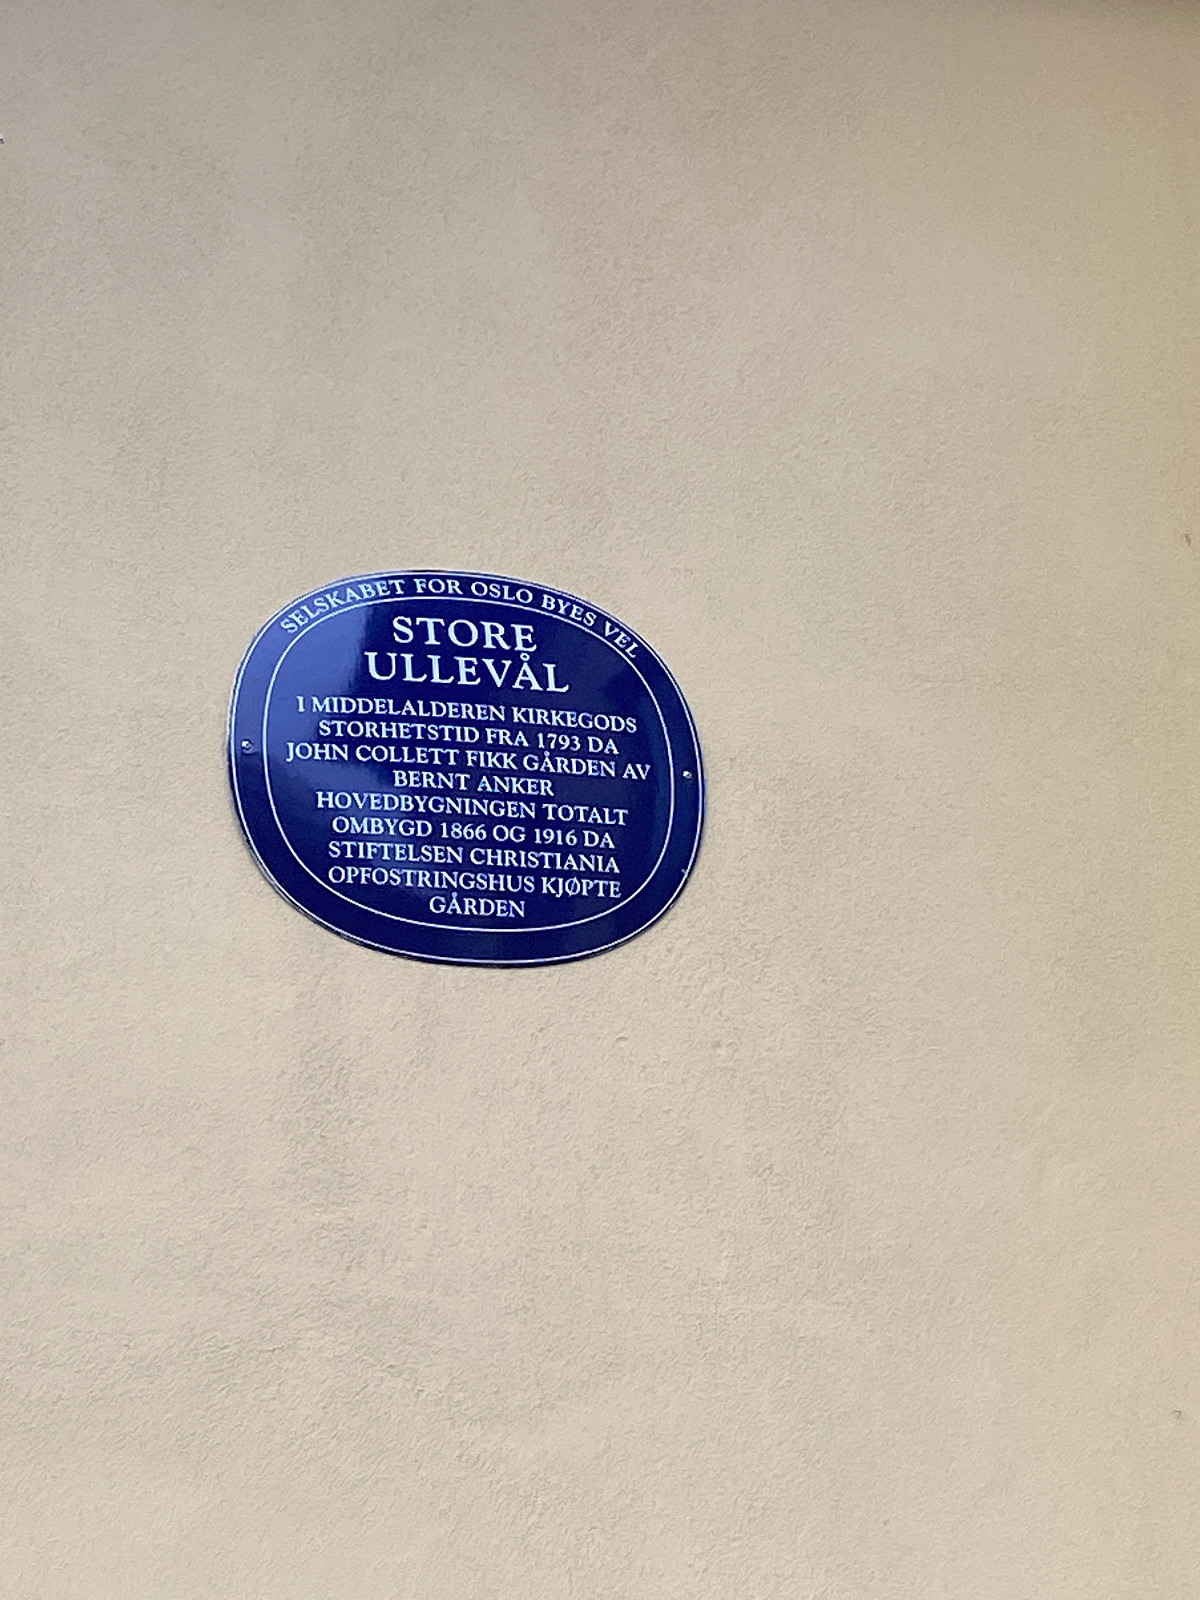 SELSKABET FOR OSLO BYES VEL
STORE
ULLEVÅL
I MIDDELALDEREN KIRKEGODS
STORHETSTID FRA 1793 DA
JOHN COLLETT FIKK GÅRDEN AV
BERNT ANKER
HOVEDBYGNINGEN TOTALT
OMBYGD 1866 OG 1916 DA
STIFTELSEN CHRISTIANIA
OPFOSTRINGSHUS KJØPTE
GÅRDEN